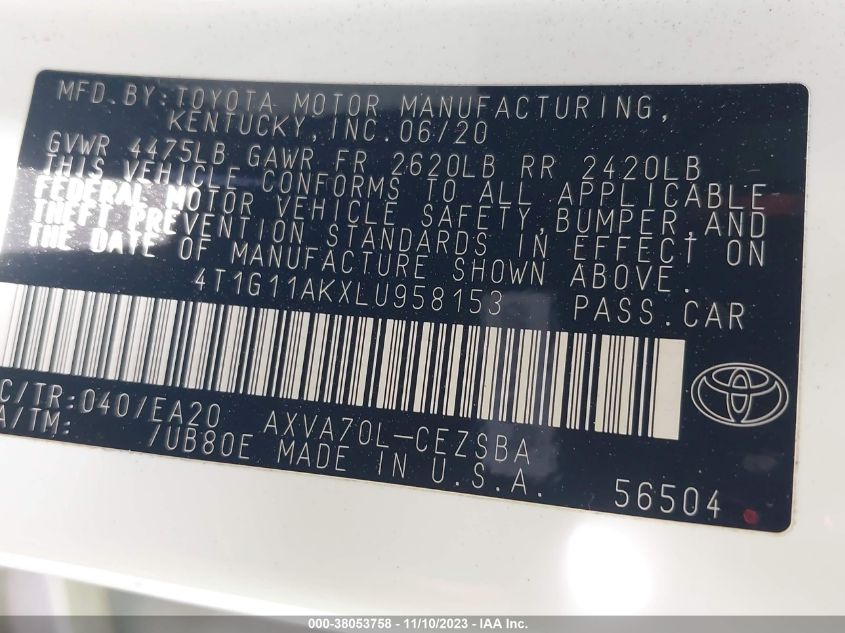 MFD.BY:TOYOTA MOTOR MANUFACTURING,
KENTUCKY,INC.06/20
GVWR 4475LB GAWR FR 2620LB RR 2420LB
THIS VEHICLE CONFORMS TO ALL APPLICABLE
FEDERAL MOTOR VEHICLE SAFETY,BUMPER,AND
THEFT PREVENTION STANDARDS IN EFFECT ON
THE DATE OF MANUFACTURE SHOWN ABOVE.
4T1G11AKXLU958153 PASS.CAR
C/TR:040/EA20 AXVA70L-CEZSBA
A/TM: /UB80E MADE IN U.S.A.
56504
000-38053758 - 11/10/2023 - IAA Inc.